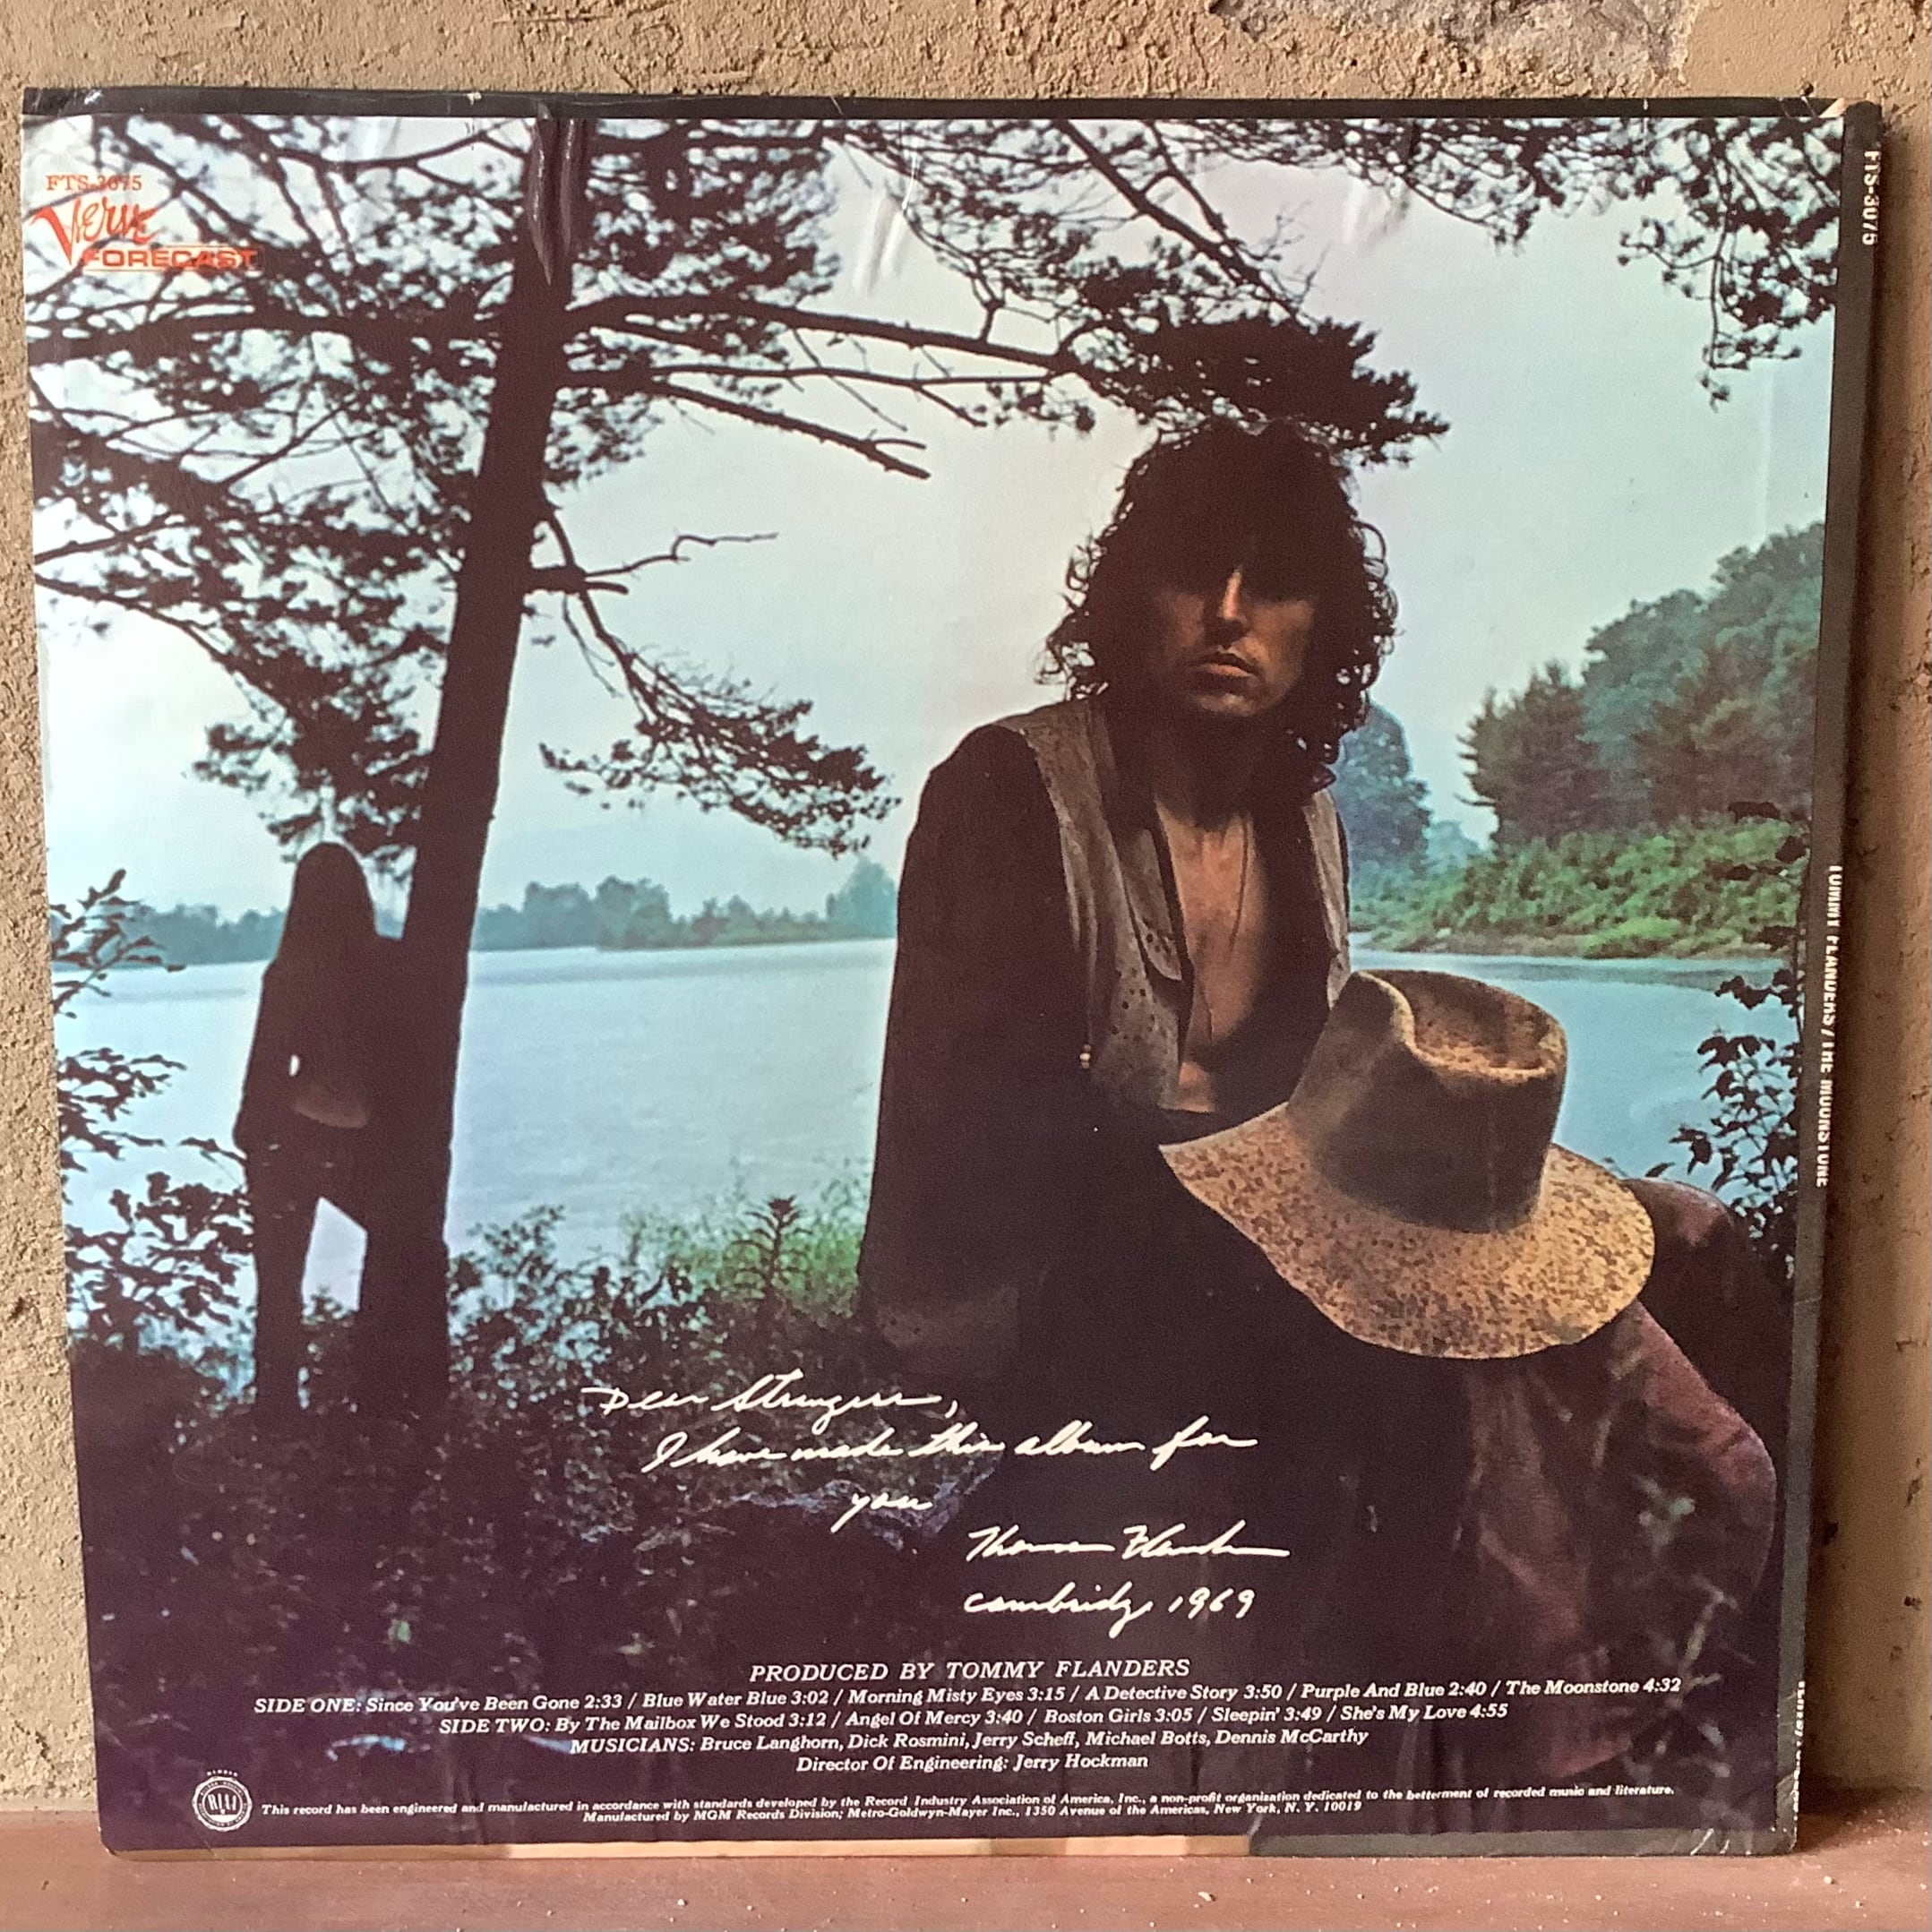 FTS-3075
Verve
FORECAST
FTS-3075
TOMMY FLANDERS / THE MOONSTONE
Dear Strangers,
I have made this album for
you
Thomas Flanders
Cambridge 1969
PRODUCED BY TOMMY FLANDERS
SIDE ONE: Since You've Been Gone 2:33 / Blue Water Blue 3:02 / Morning Misty Eyes 3:15 / A Detective Story 3:50 / Purple And Blue 2:40 / The Moonstone 4:32
SIDE TWO: By The Mailbox We Stood 3:12 / Angel Of Mercy 3:40 / Boston Girls 3:05 / Sleepin' 3:49 / She's My Love 4:55
MUSICIANS: Bruce Langhorn, Dick Rosmini, Jerry Scheff, Michael Botts, Dennis McCarthy
Director Of Engineering: Jerry Hockman
RIAA
This record has been engineered and manufactured in accordance with standards developed by the Record Industry Association of America, Inc., a non-profit organization dedicated to the betterment of recorded music and literature.
Manufactured by MGM Records Division; Metro-Goldwyn-Mayer Inc., 1350 Avenue of the Americas, New York, N. Y. 10019